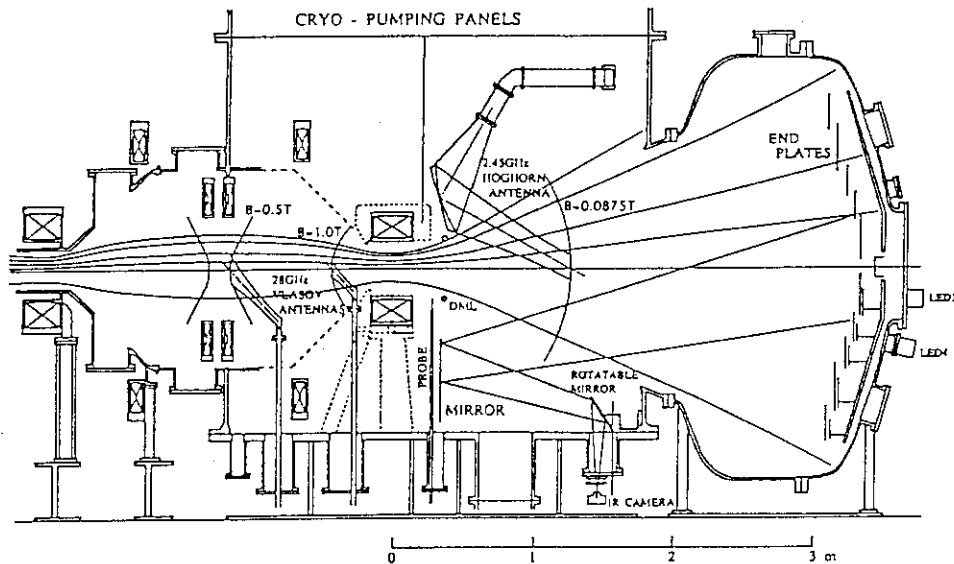 CRYO - PUMPING PANELS
2.45GHz
HOGHORN
ANTENNA
END
PLATES
B=0.5T
B=1.0T
B=0.0875T
28GHz
VLASOV
ANTENNAS
DML
PROBE
MIRROR
ROTATABLE
MIRROR
LED4
IR CAMERA
0 1 2 3 m